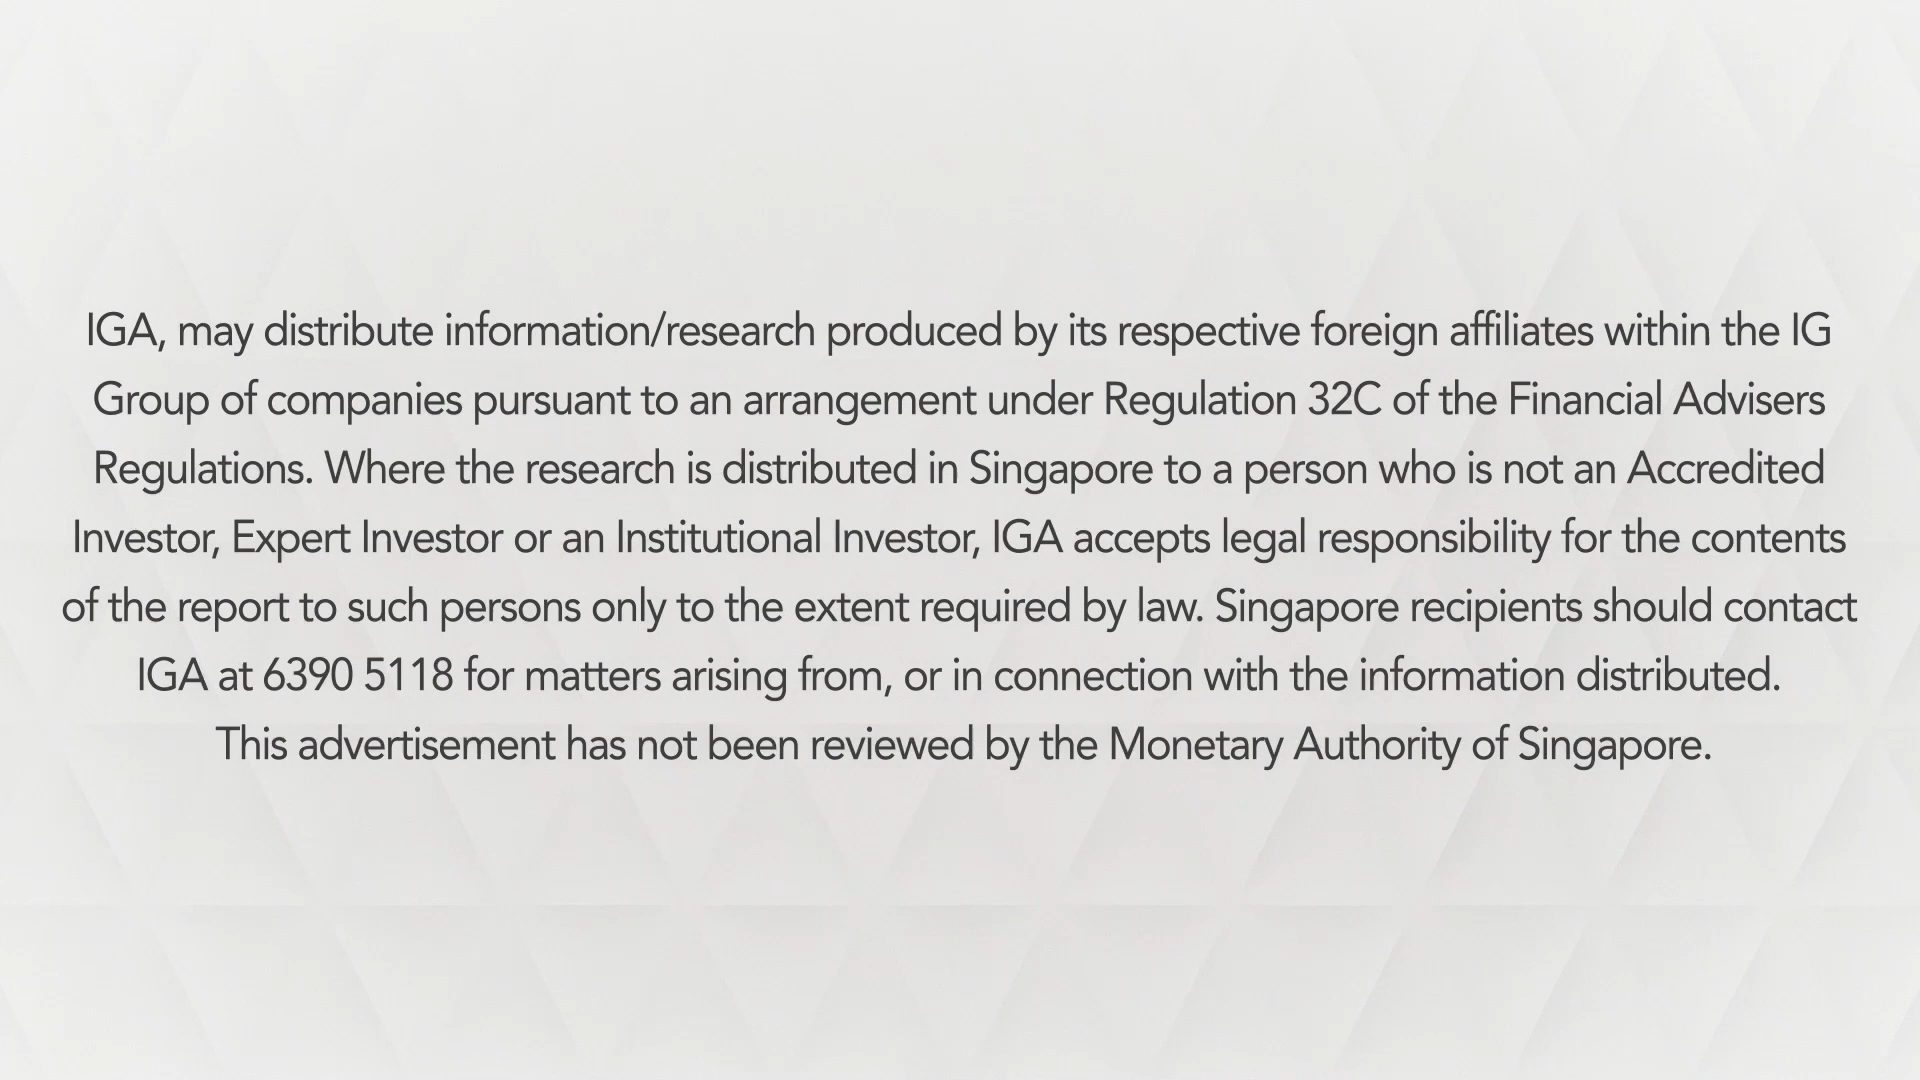 IGA, may distribute information/research produced by its respective foreign affiliates within the IG
Group of companies pursuant to an arrangement under Regulation 32C of the Financial Advisers
Regulations. Where the research is distributed in Singapore to a person who is not an Accredited
Investor, Expert Investor or an Institutional Investor, IGA accepts legal responsibility for the contents
of the report to such persons only to the extent required by law. Singapore recipients should contact
IGA at 6390 5118 for matters arising from, or in connection with the information distributed.
This advertisement has not been reviewed by the Monetary Authority of Singapore.